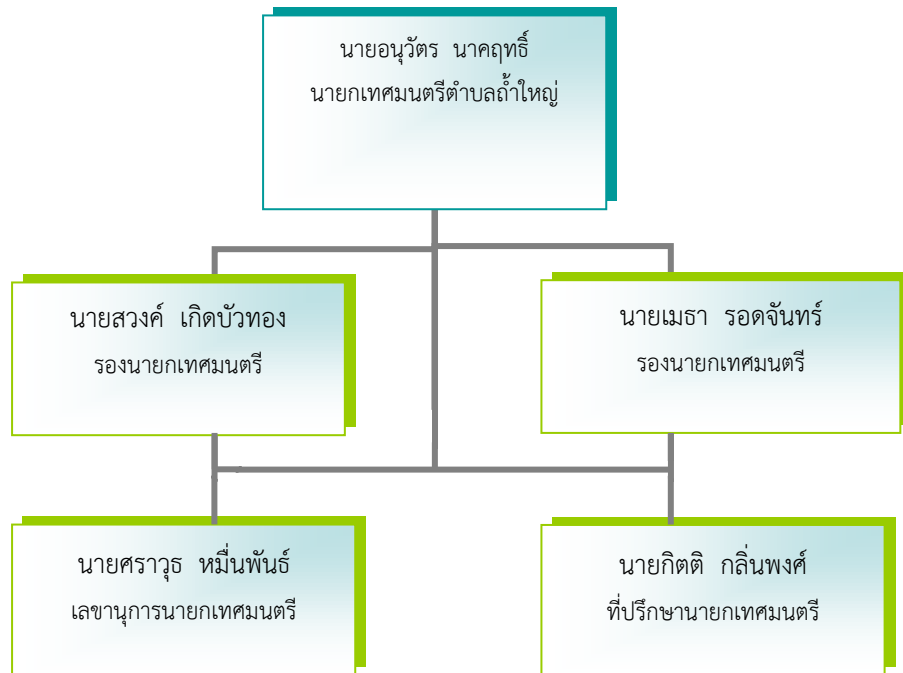 นายอนุวัตร นาคฤทธิ์
นายกเทศมนตรีตำบลถ้ำใหญ่
นายสวงค์ เกิดบัวทอง
รองนายกเทศมนตรี
นายเมธา รอดจันทร์
รองนายกเทศมนตรี
นายศราวุธ หมื่นพันธ์
เลขานุการนายกเทศมนตรี
นายกิตติ กลิ่นพงศ์
ที่ปรึกษานายกเทศมนตรี